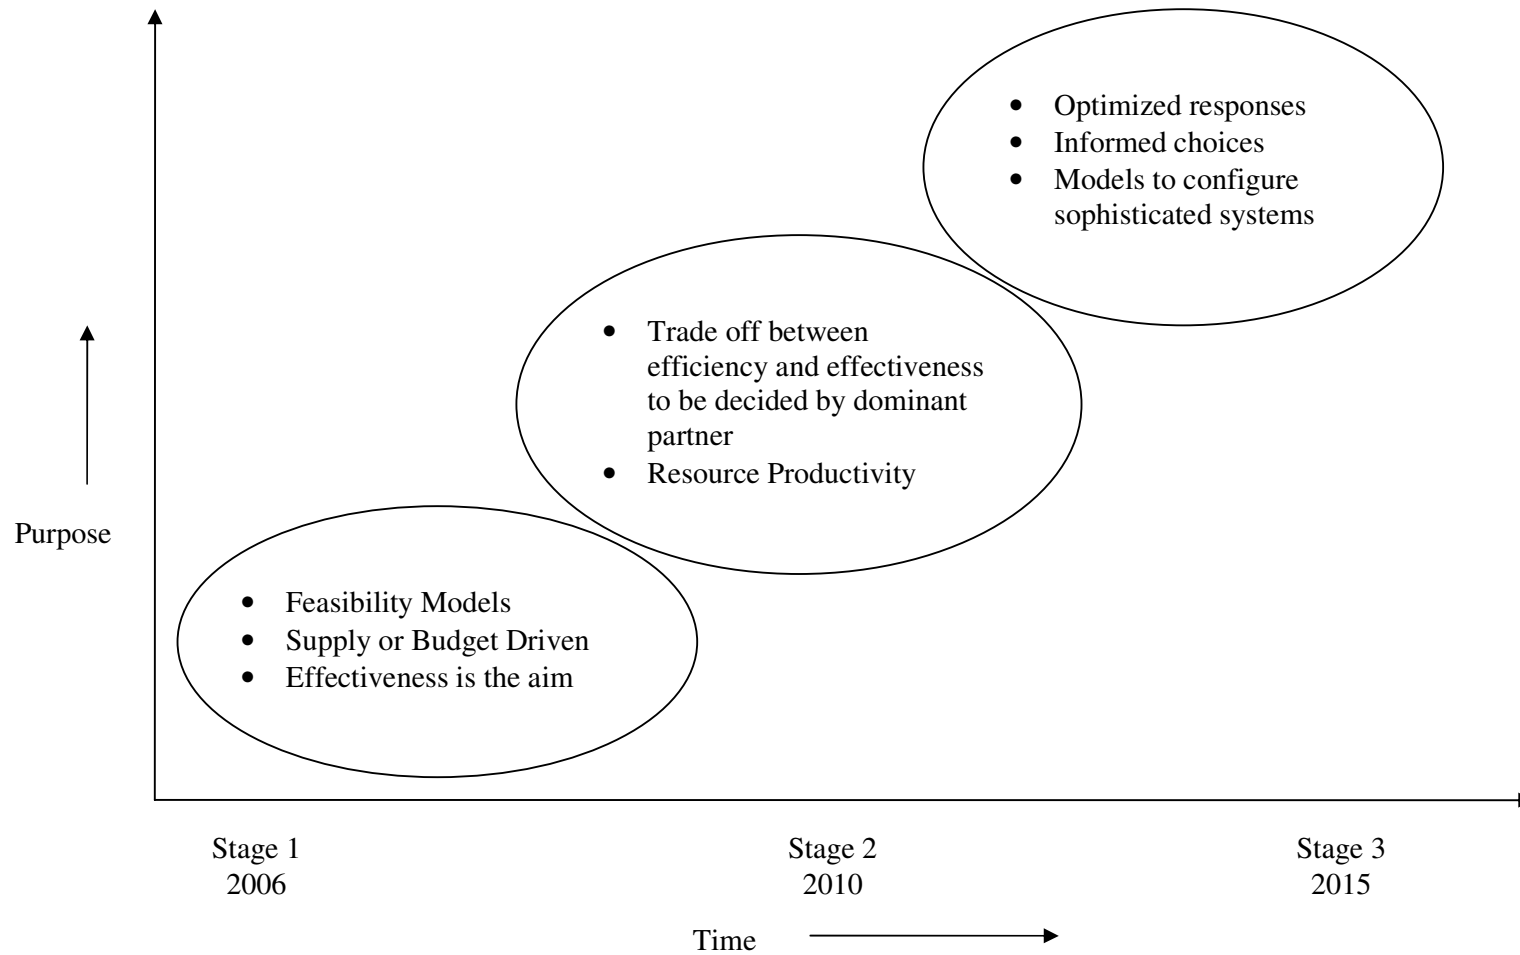 • Optimized responses
• Informed choices
• Models to configure
sophisticated systems
• Trade off between
efficiency and effectiveness
to be decided by dominant
partner
• Resource Productivity
Purpose
• Feasibility Models
• Supply or Budget Driven
• Effectiveness is the aim
Stage 1
2006
Stage 2
2010
Stage 3
2015
Time